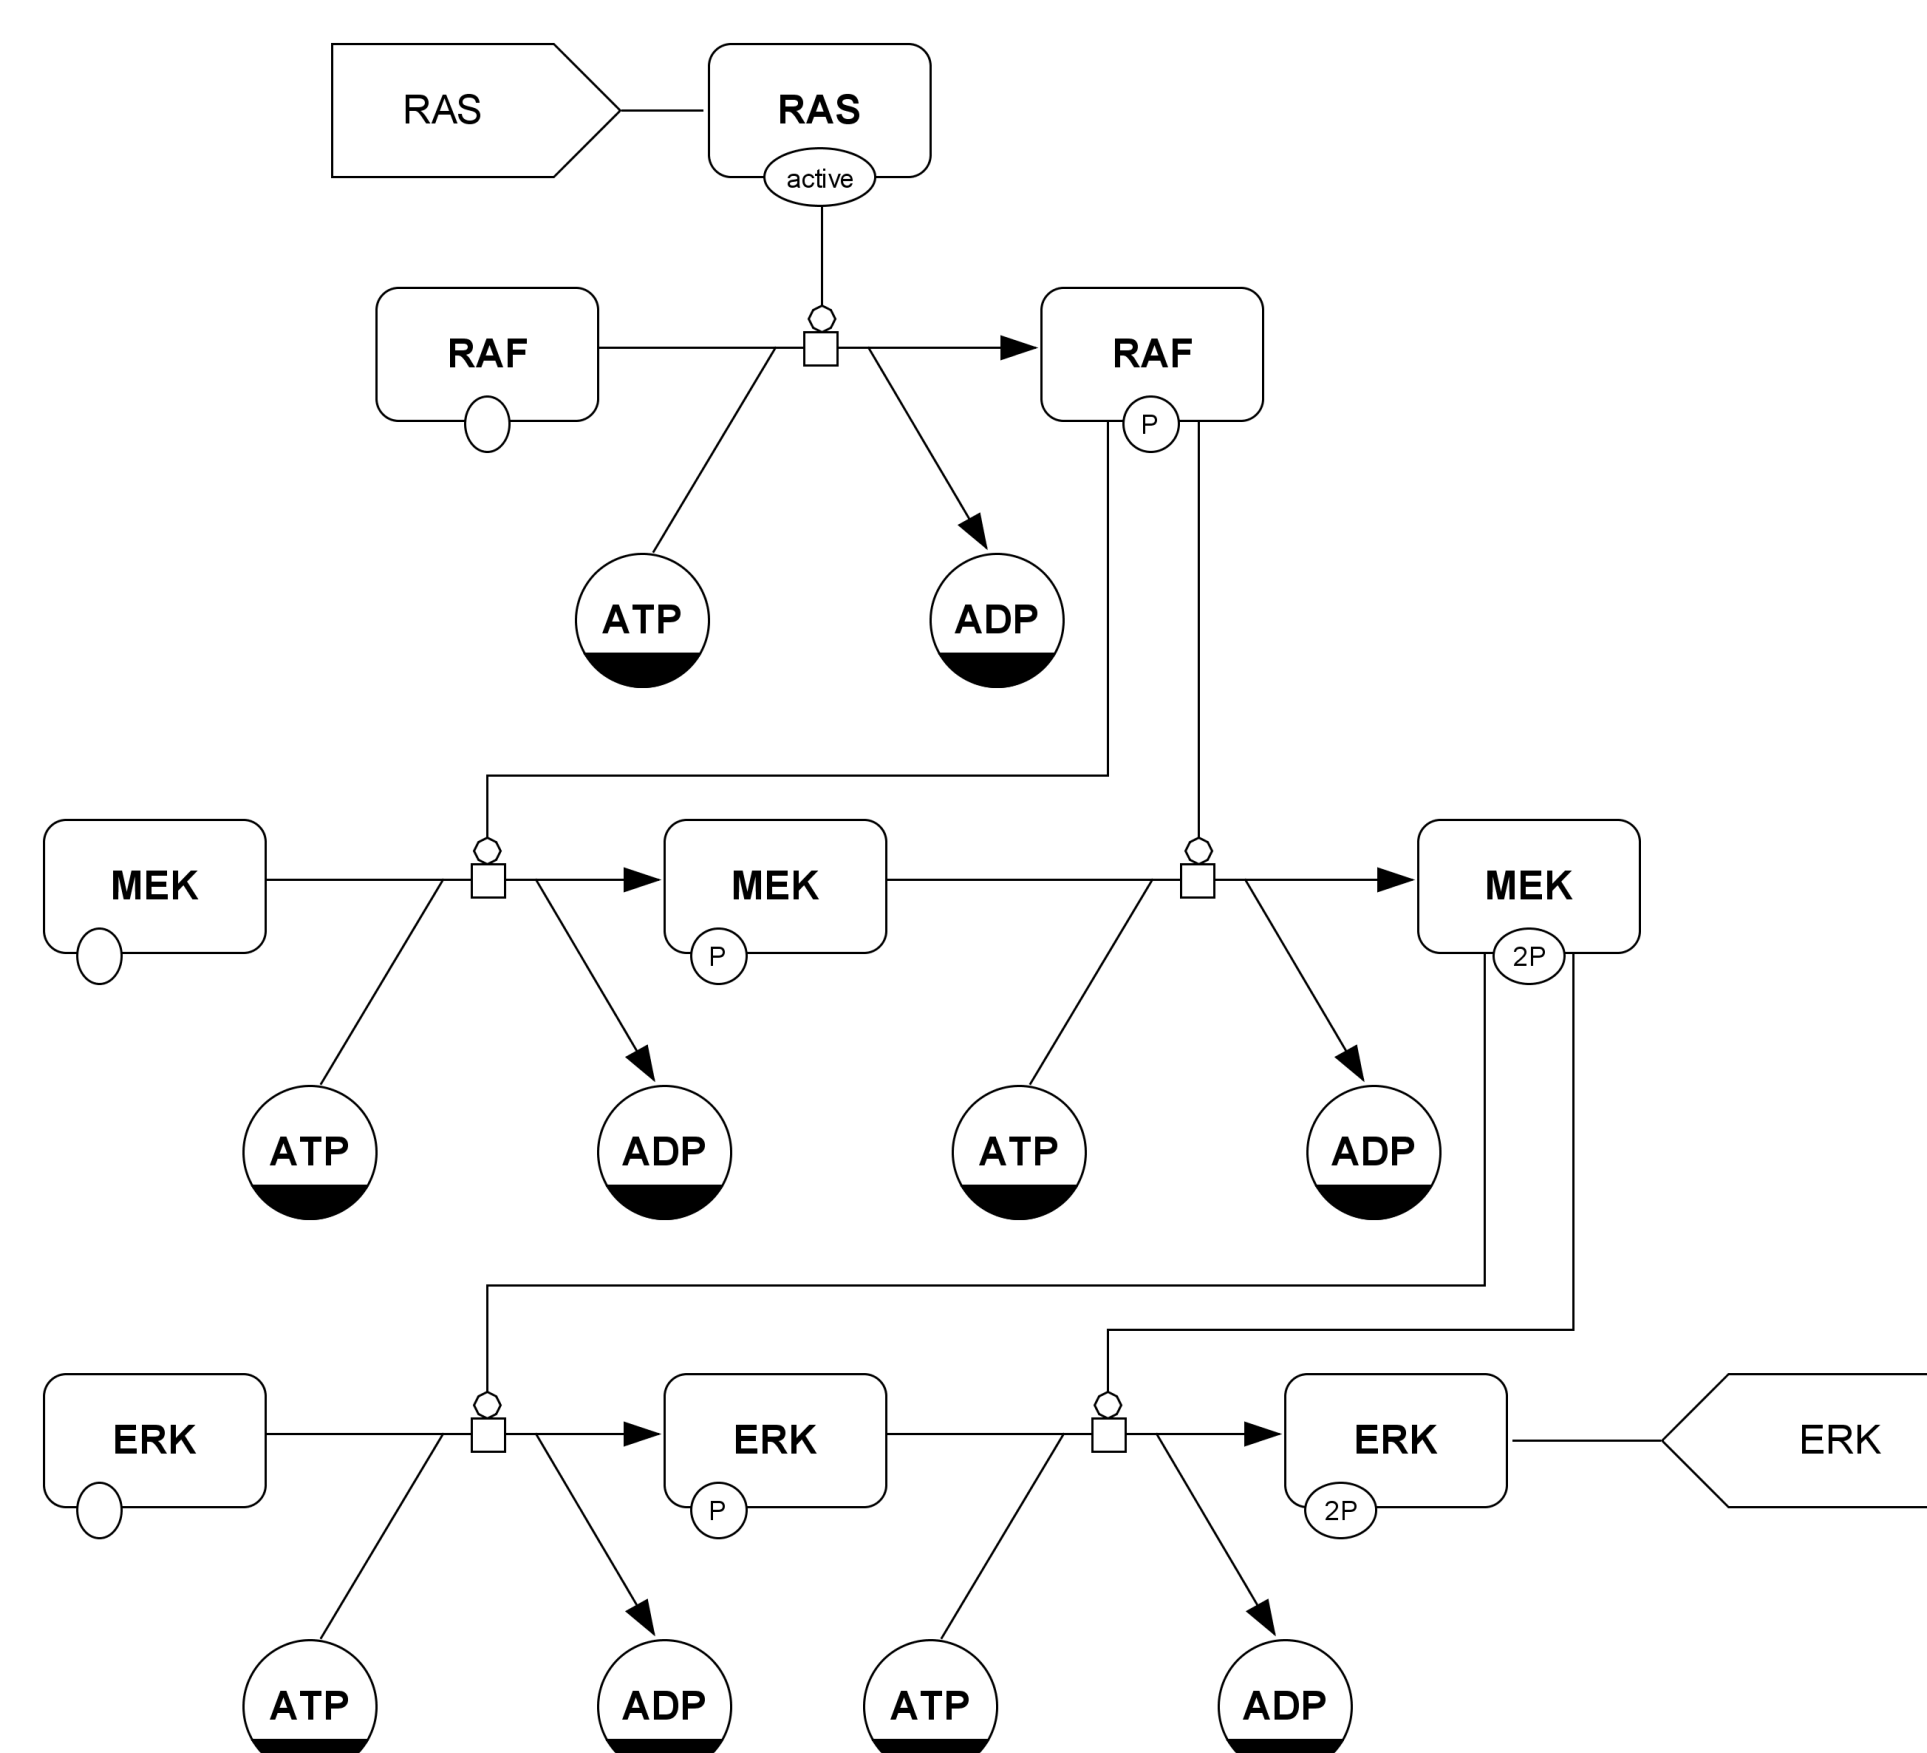 RAS
RAS
active
RAF
RAF
P
ATP
ADP
MEK
MEK
MEK
P
2P
ATP
ADP
ATP
ADP
ERK
ERK
ERK
ERK
P
2P
ATP
ADP
ATP
ADP